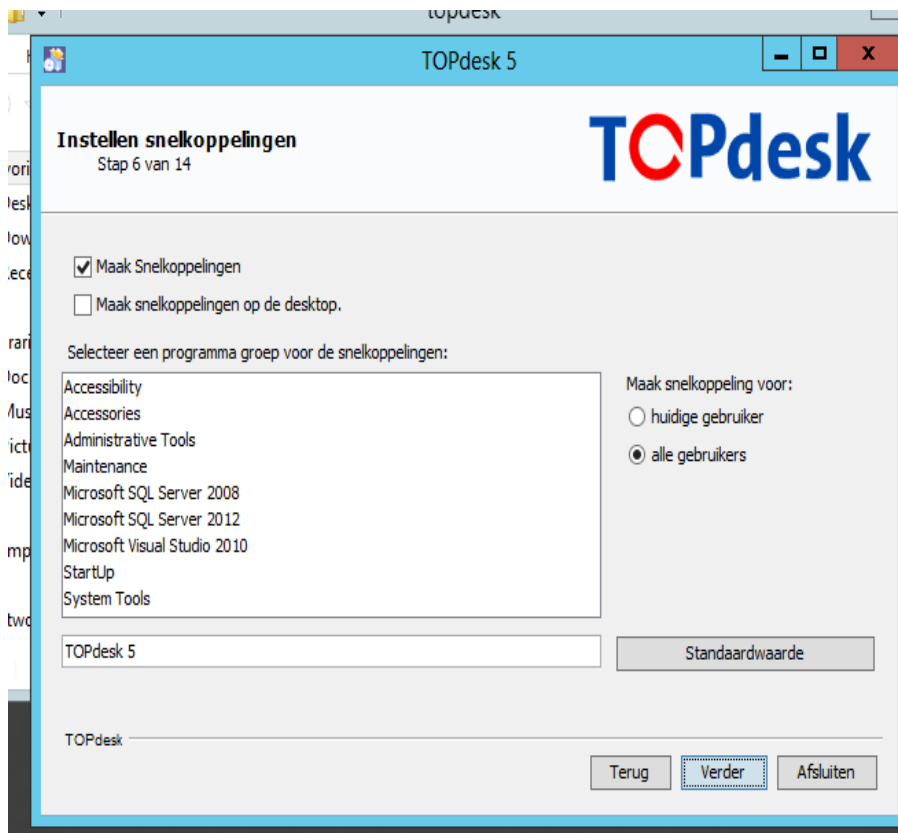 topdesk
TOPdesk 5
Instellen snelkoppelingen
Stap 6 van 14
TOPdesk
Maak Snelkoppelingen
Maak snelkoppelingen op de desktop.
Selecteer een programma groep voor de snelkoppelingen:
Accessibility
Accessories
Administrative Tools
Maintenance
Microsoft SQL Server 2008
Microsoft SQL Server 2012
Microsoft Visual Studio 2010
StartUp
System Tools
Maak snelkoppeling voor:
huidige gebruiker
alle gebruikers
TOPdesk 5
Standaardwaarde
TOPdesk
Terug
Verder
Afsluiten